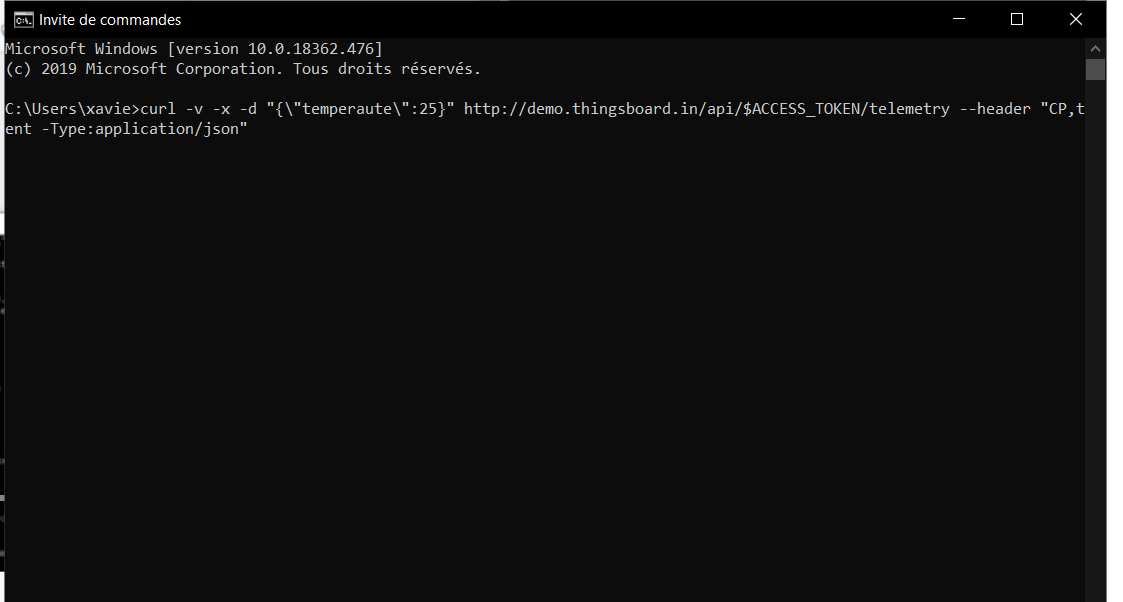 Invite de commandes
Microsoft Windows [version 10.0.18362.476]
(c) 2019 Microsoft Corporation. Tous droits réservés.
C:\Users\xavie>curl -v -x -d "{\"temperaute\":25}" http://demo.thingsboard.in/api/$ACCESS_TOKEN/telemetry --header "CP,t
ent -Type:application/json"